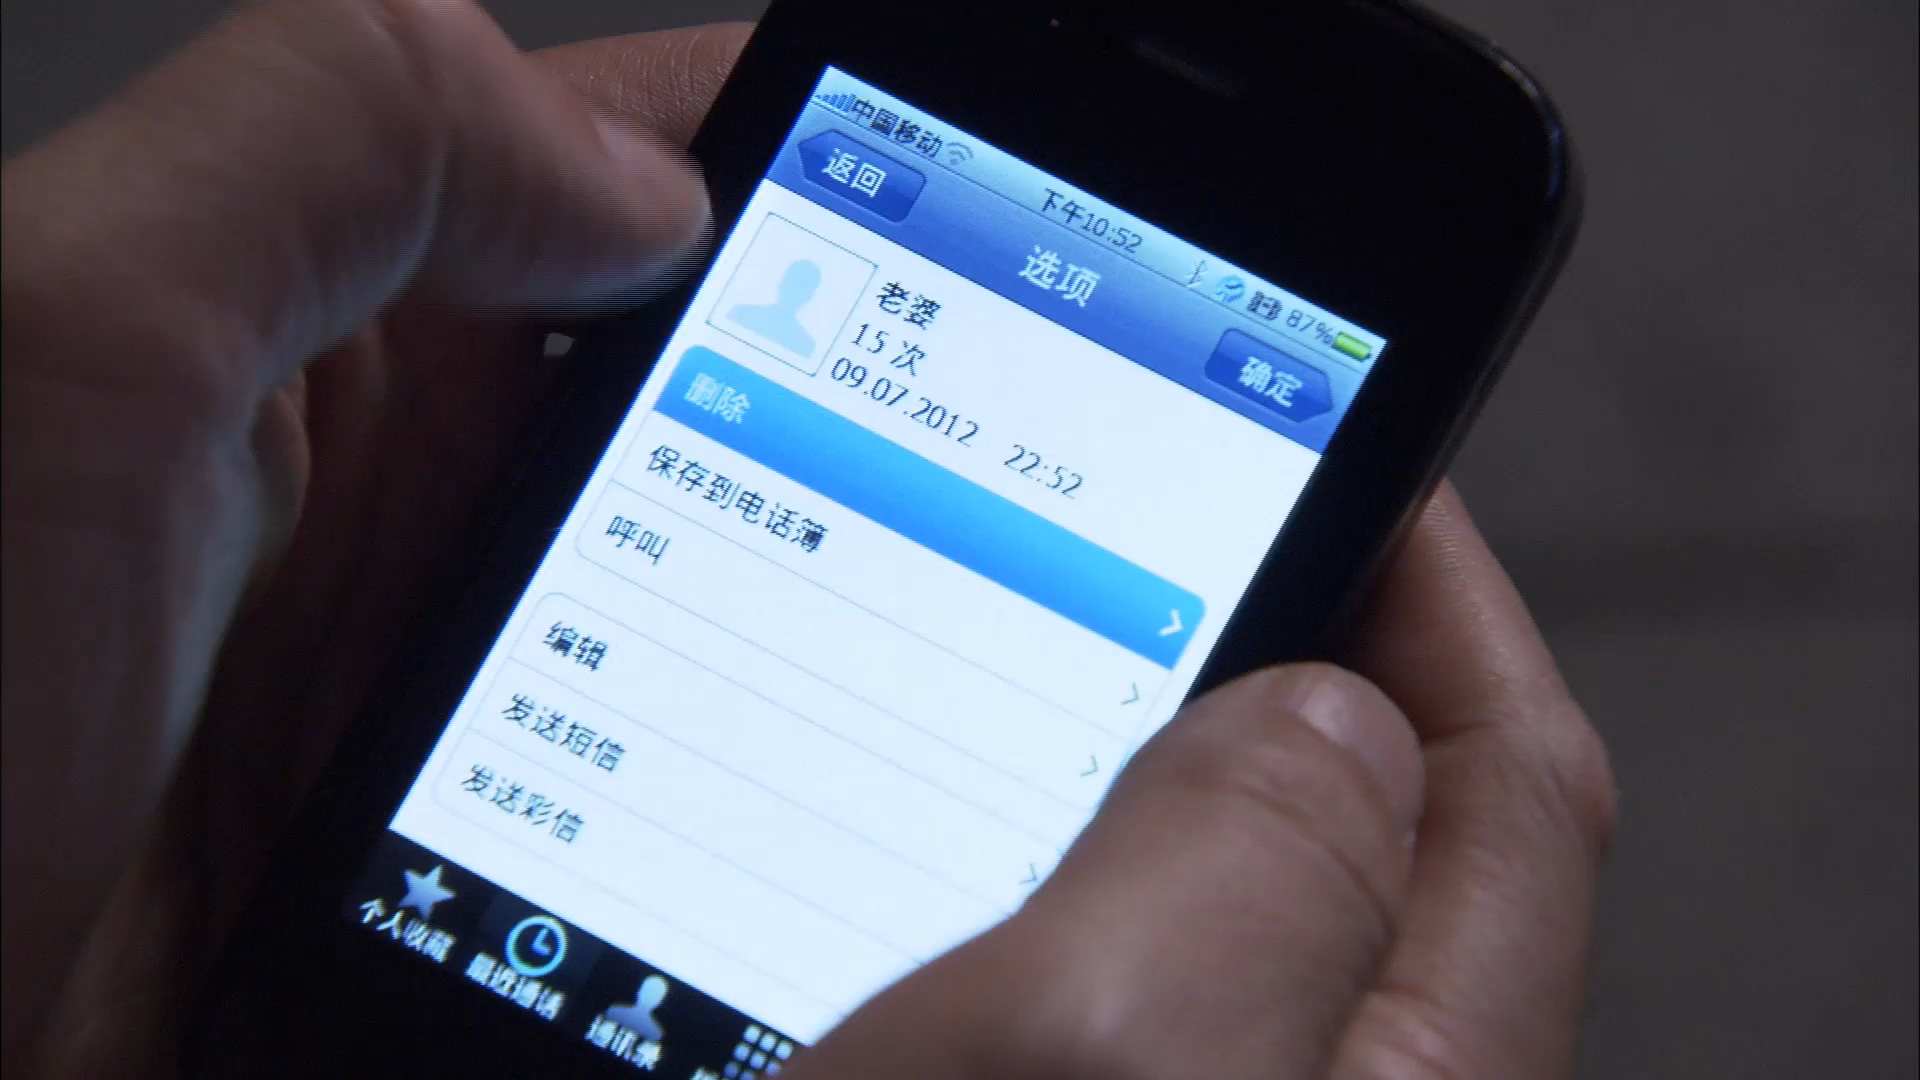 中国移动
下午10:52
87%
返回
选项
确定
老婆
15 次
09.07.2012 22:52
删除
保存到电话簿
呼叫
编辑
发送短信
发送彩信
个人收藏
最近通话
通讯录